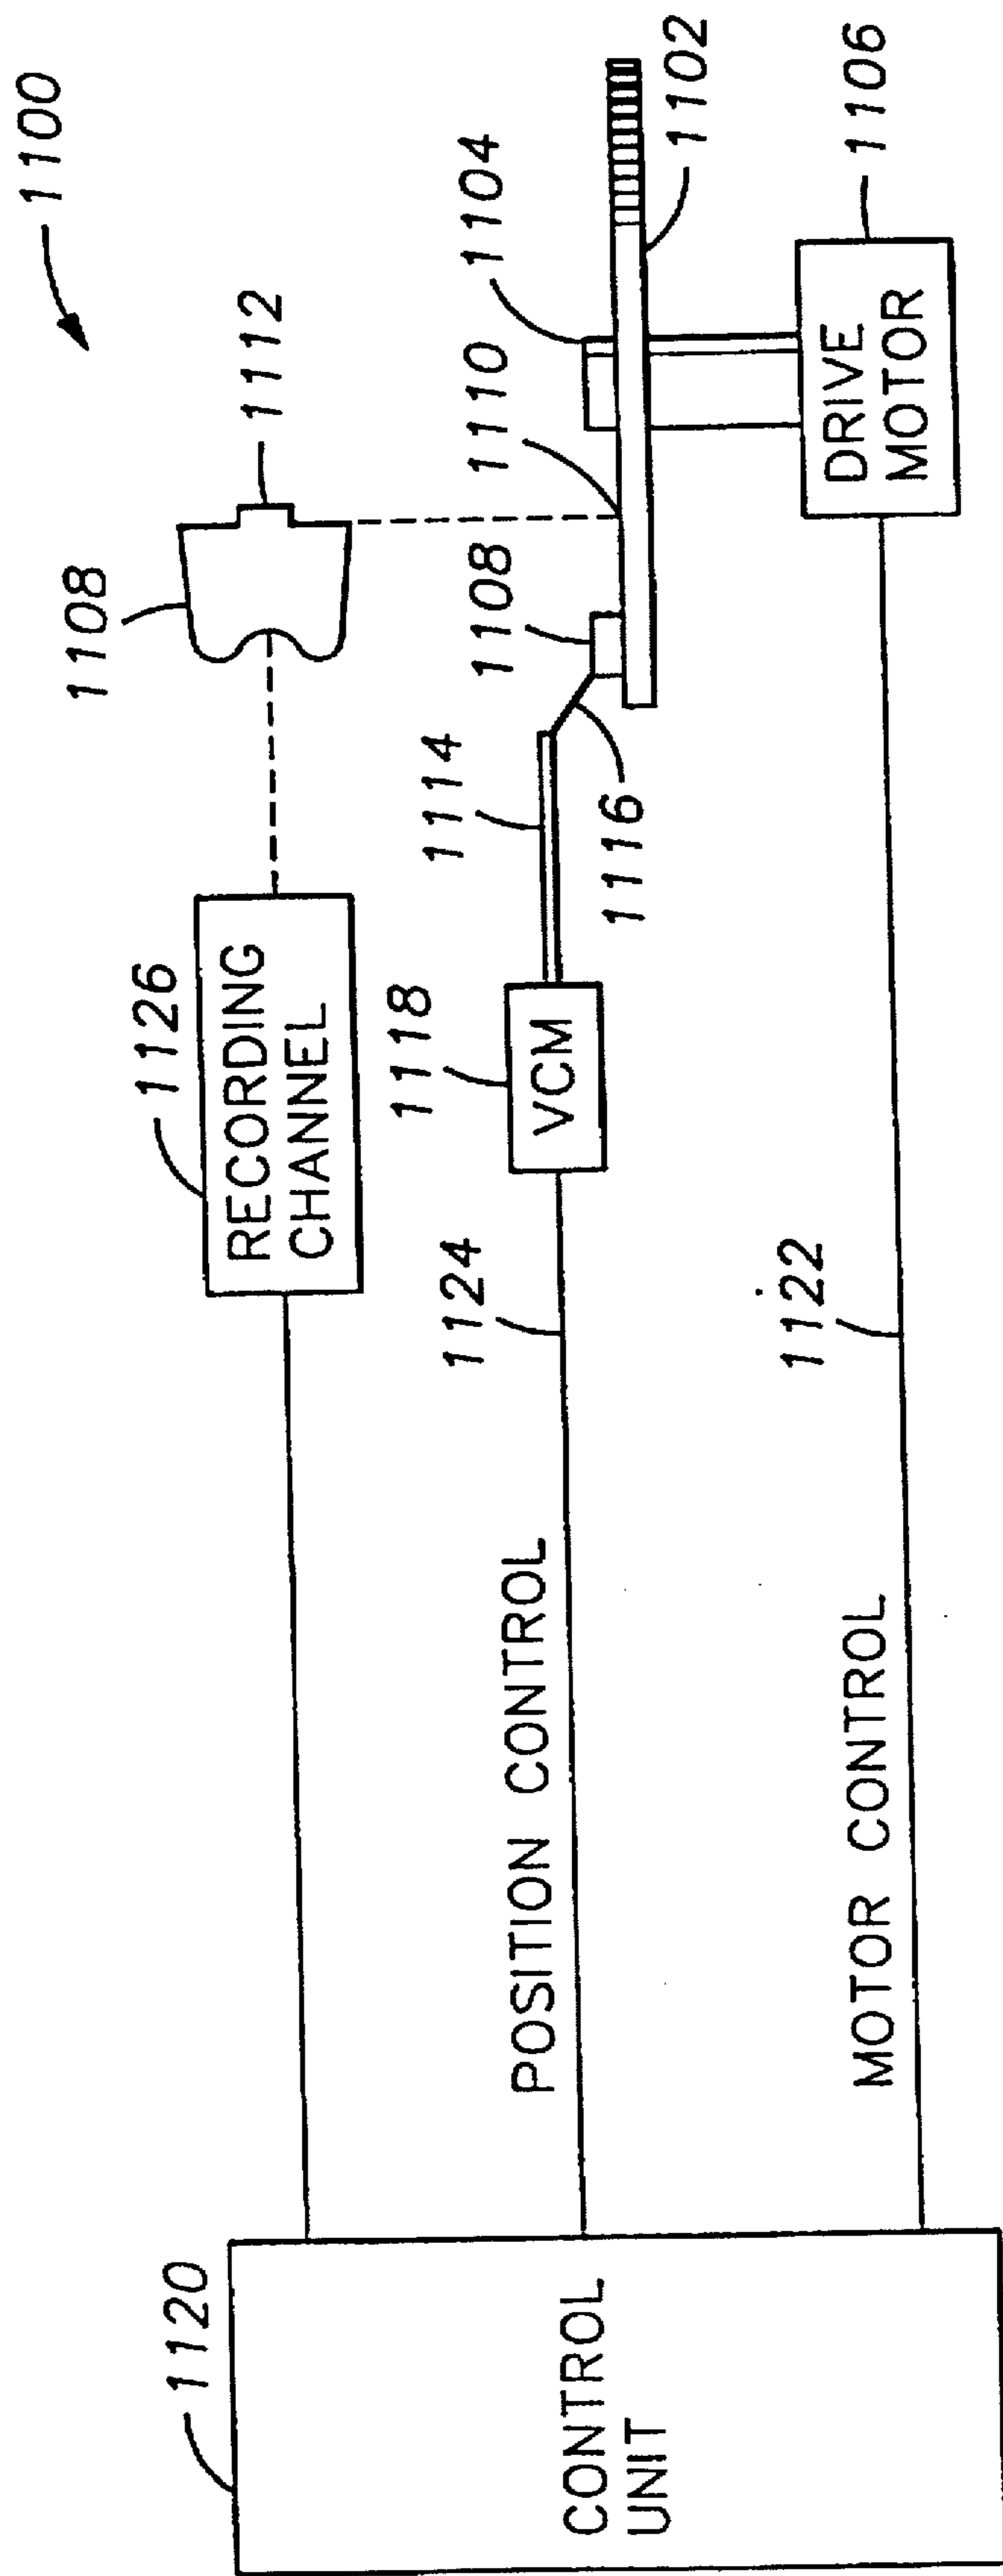 1100
1112
1108
1126
RECORDING
CHANNEL
1104
1110
1108
1102
1114
1116
1118
VCM
1106
DRIVE
MOTOR
1124
POSITION CONTROL
1122
MOTOR CONTROL
1120
CONTROL
UNIT